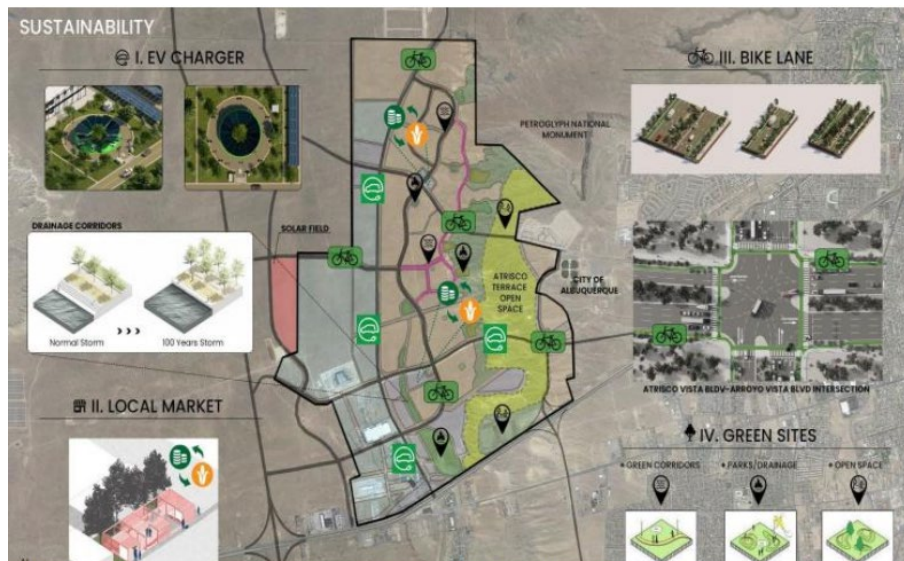 SUSTAINABILITY
I. EV CHARGER
DRAINAGE CORRIDORS
Normal Storm
100 Years Storm
SOLAR FIELD
II. LOCAL MARKET
PETROGLYPH NATIONAL
MONUMENT
ATRISCO
TERRACE
OPEN
SPACE
CITY OF
ALBUQUERQUE
III. BIKE LANE
ATRISCO VISTA BLDV-ARROYO VISTA BLVD INTERSECTION
IV. GREEN SITES
GREEN CORRIDORS
PARKS/DRAINAGE
OPEN SPACE